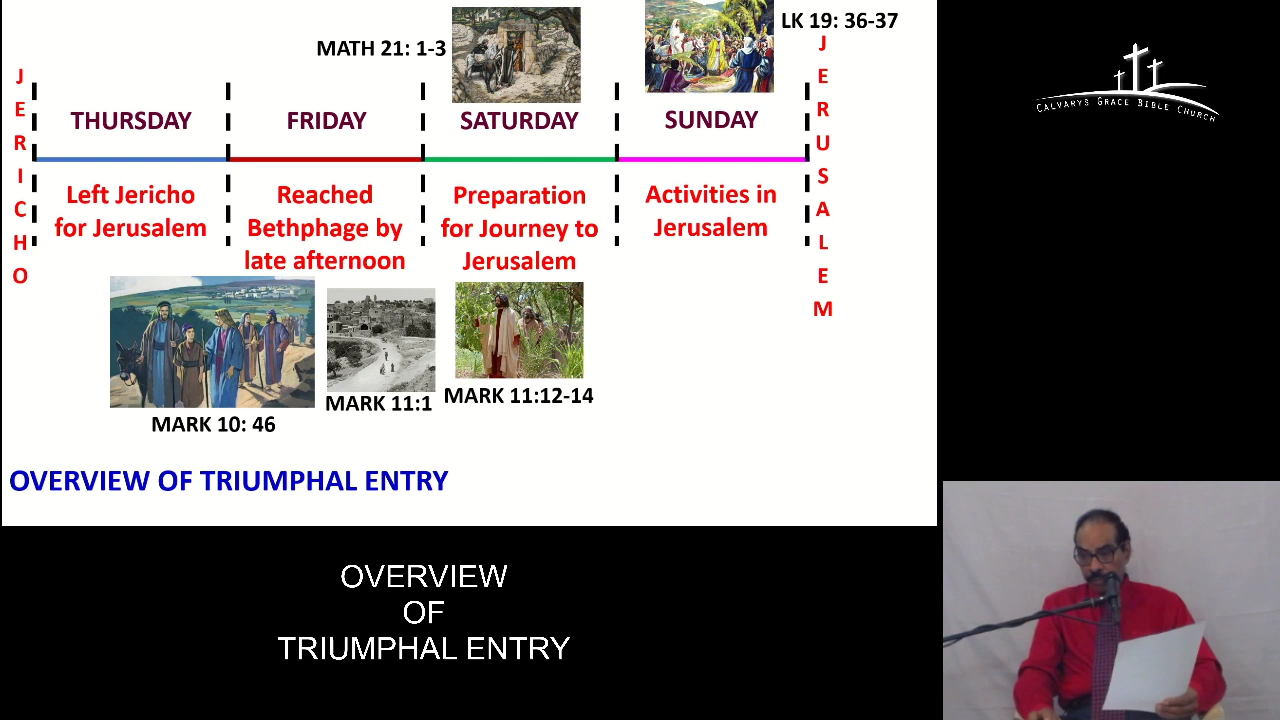 MATH 21: 1-3
LK 19: 36-37
JERICHO
THURSDAY
FRIDAY
SATURDAY
SUNDAY
JERUSALEM
Left Jericho
for Jerusalem
Reached
Bethphage by
late afternoon
Preparation
for Journey to
Jerusalem
Activities in
Jerusalem
MARK 10: 46
MARK 11:1
MARK 11:12-14
OVERVIEW OF TRIUMPHAL ENTRY
OVERVIEW
OF
TRIUMPHAL ENTRY
CALVARYS GRACE BIBLE CHURCH